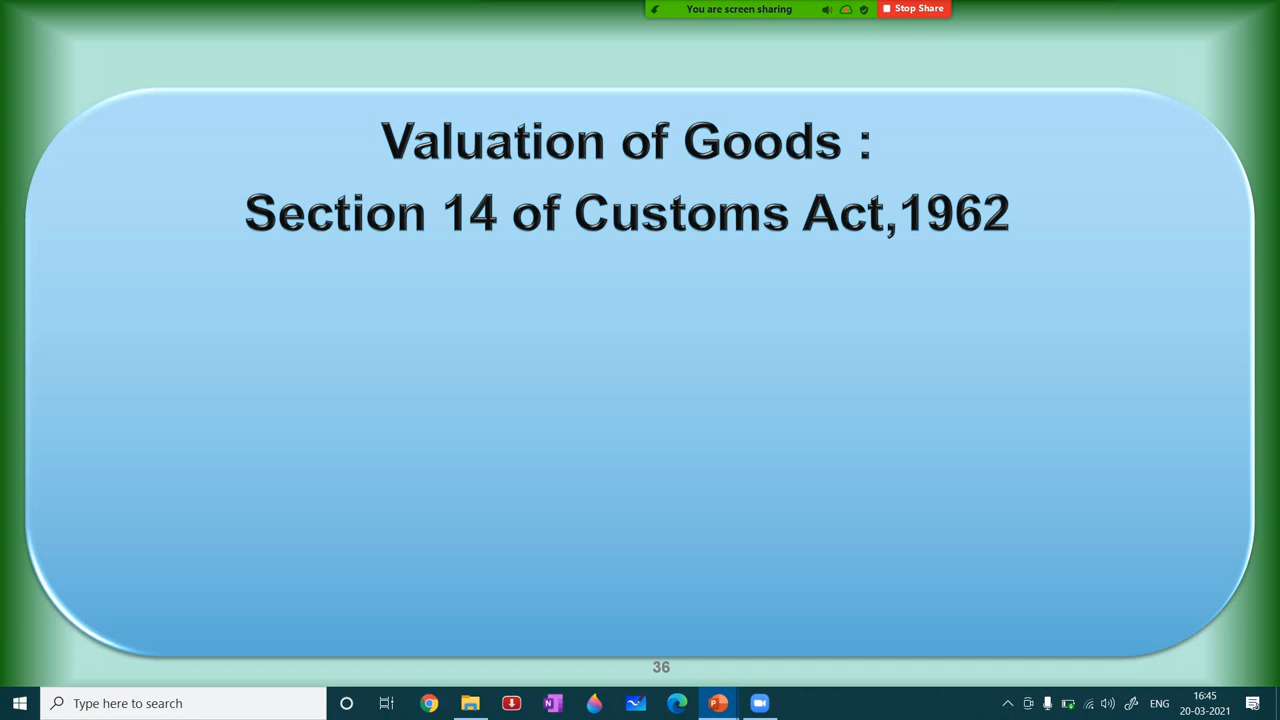 You are screen sharing
Stop Share
Valuation of Goods :
Section 14 of Customs Act,1962
36
Type here to search
ENG
16:45
20-03-2021